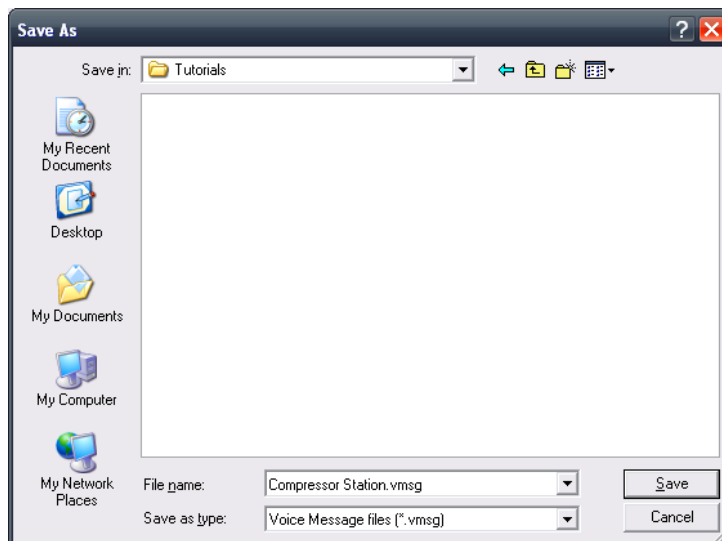 Save As
Save in:
Tutorials
My Recent
Documents
Desktop
My Documents
My Computer
My Network
Places
File name:
Compressor Station.vmsg
Save
Save as type:
Voice Message files (*.vmsg)
Cancel